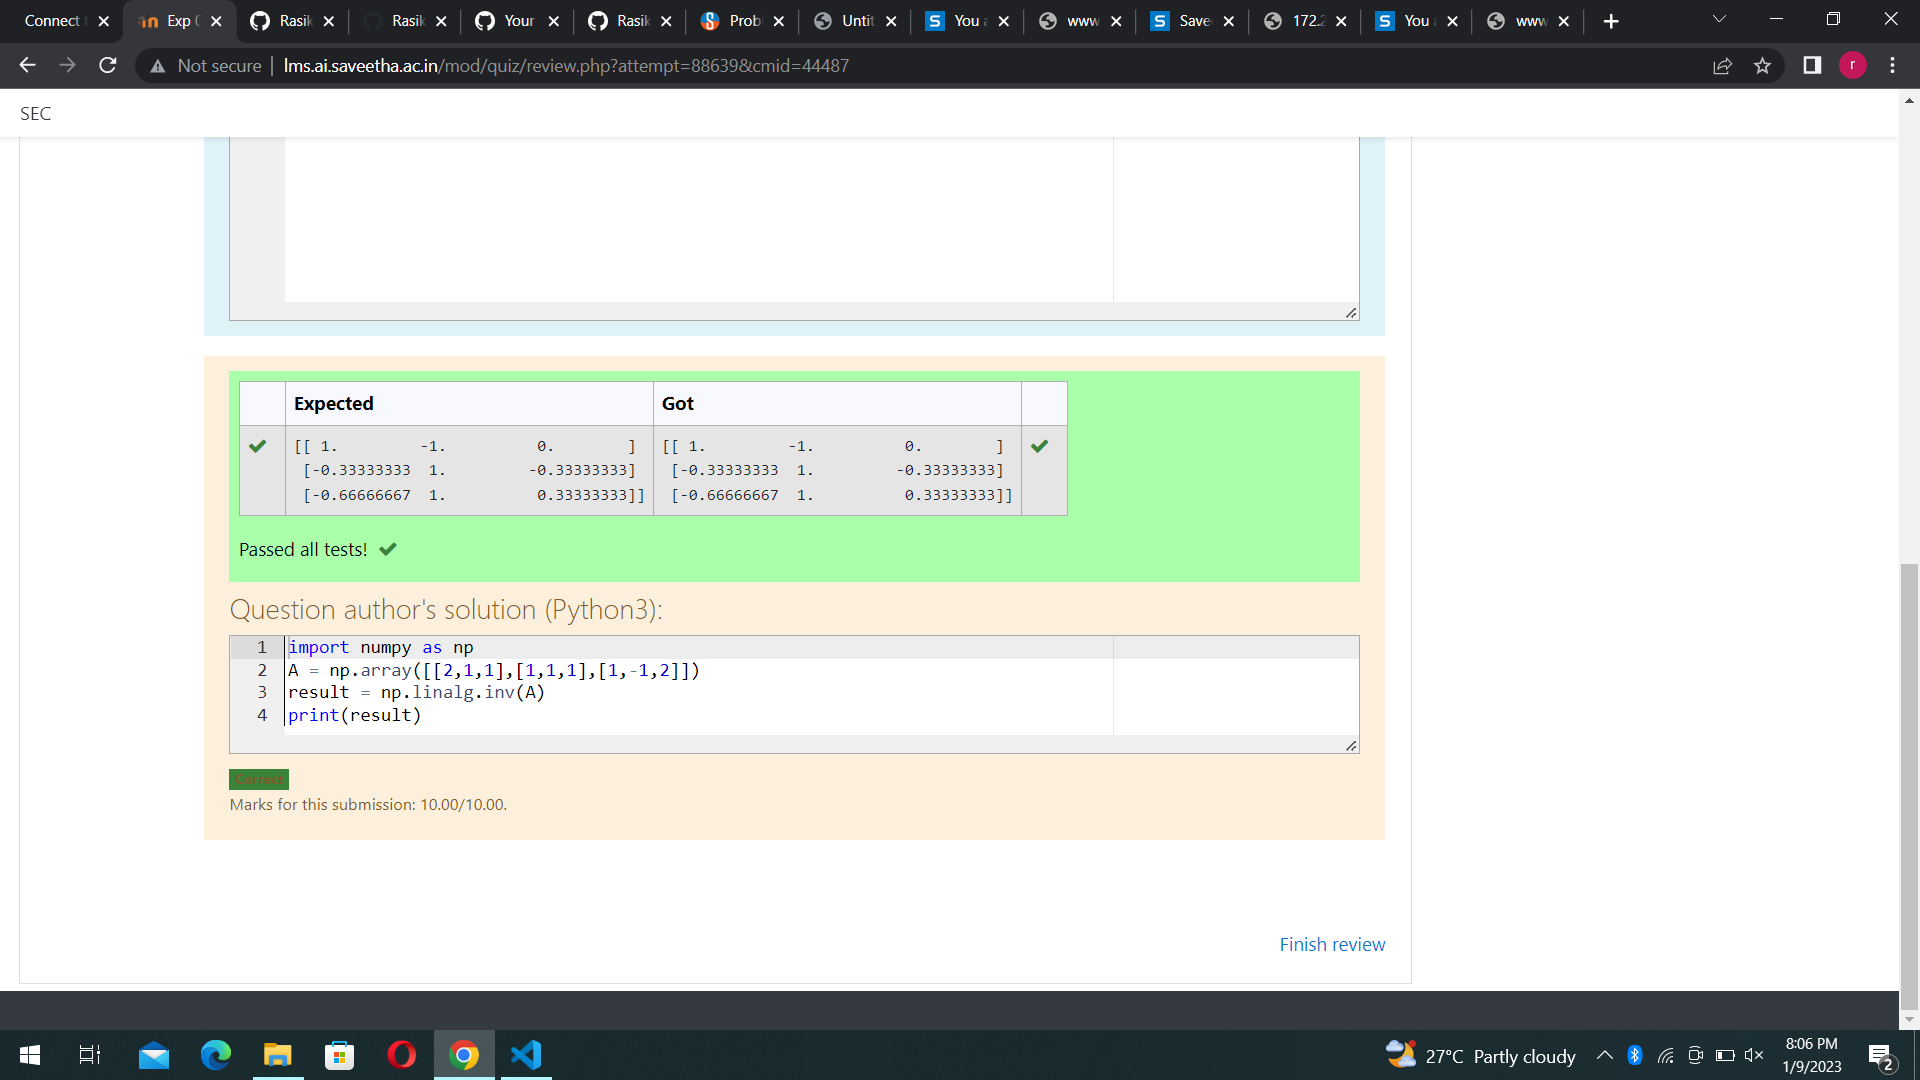 Connect
Exp
Rasik
Rasik
Your
Rasik
Prob
Untit
S You a
www
S Save
172.2
S You a
www
Not secure | lms.ai.saveetha.ac.in/mod/quiz/review.php?attempt=88639&cmid=44487
r
SEC
Expected Got
[[ 1. -1. 0. ] [[ 1. -1. 0. ]
[-0.33333333 1. -0.33333333] [-0.33333333 1. -0.33333333]
[-0.66666667 1. 0.33333333]] [-0.66666667 1. 0.33333333]]
Passed all tests!
Question author's solution (Python3):
1 import numpy as np
2 A = np.array([[2,1,1],[1,1,1],[1,-1,2]])
3 result = np.linalg.inv(A)
4 print(result)
Correct
Marks for this submission: 10.00/10.00.
Finish review
27°C Partly cloudy
8:06 PM
1/9/2023
2